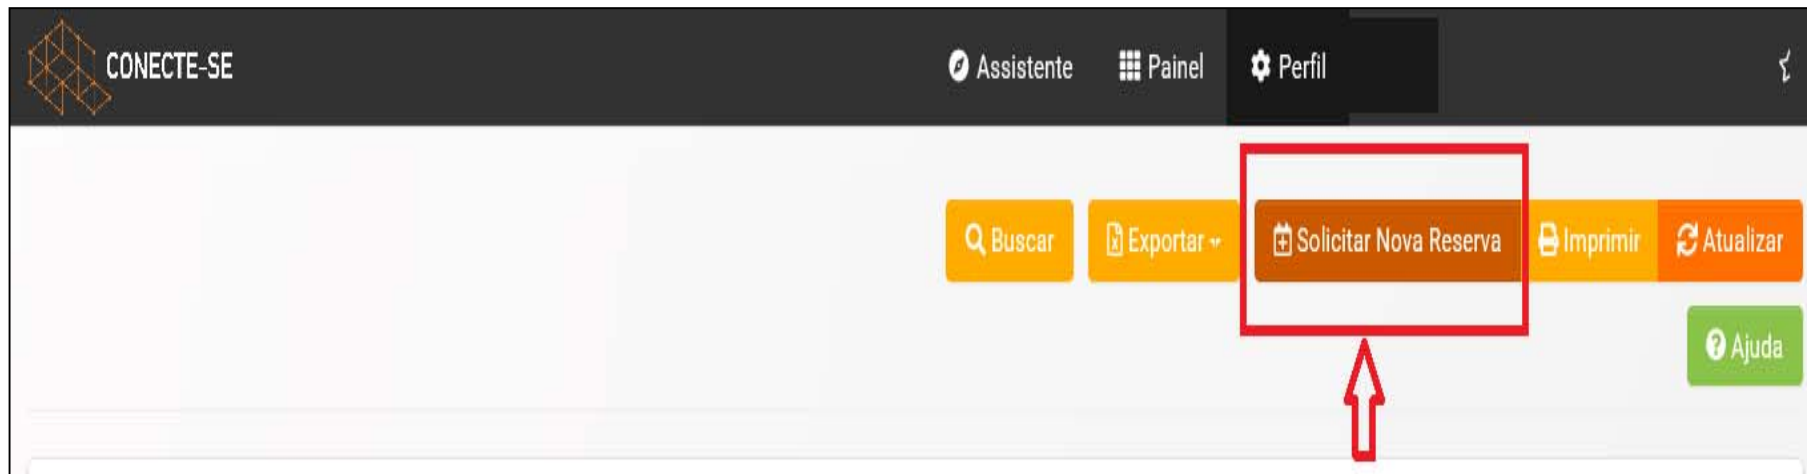 CONECTE-SE
Assistente Painel Perfil
Buscar Exportar Solicitar Nova Reserva Imprimir Atualizar
Ajuda